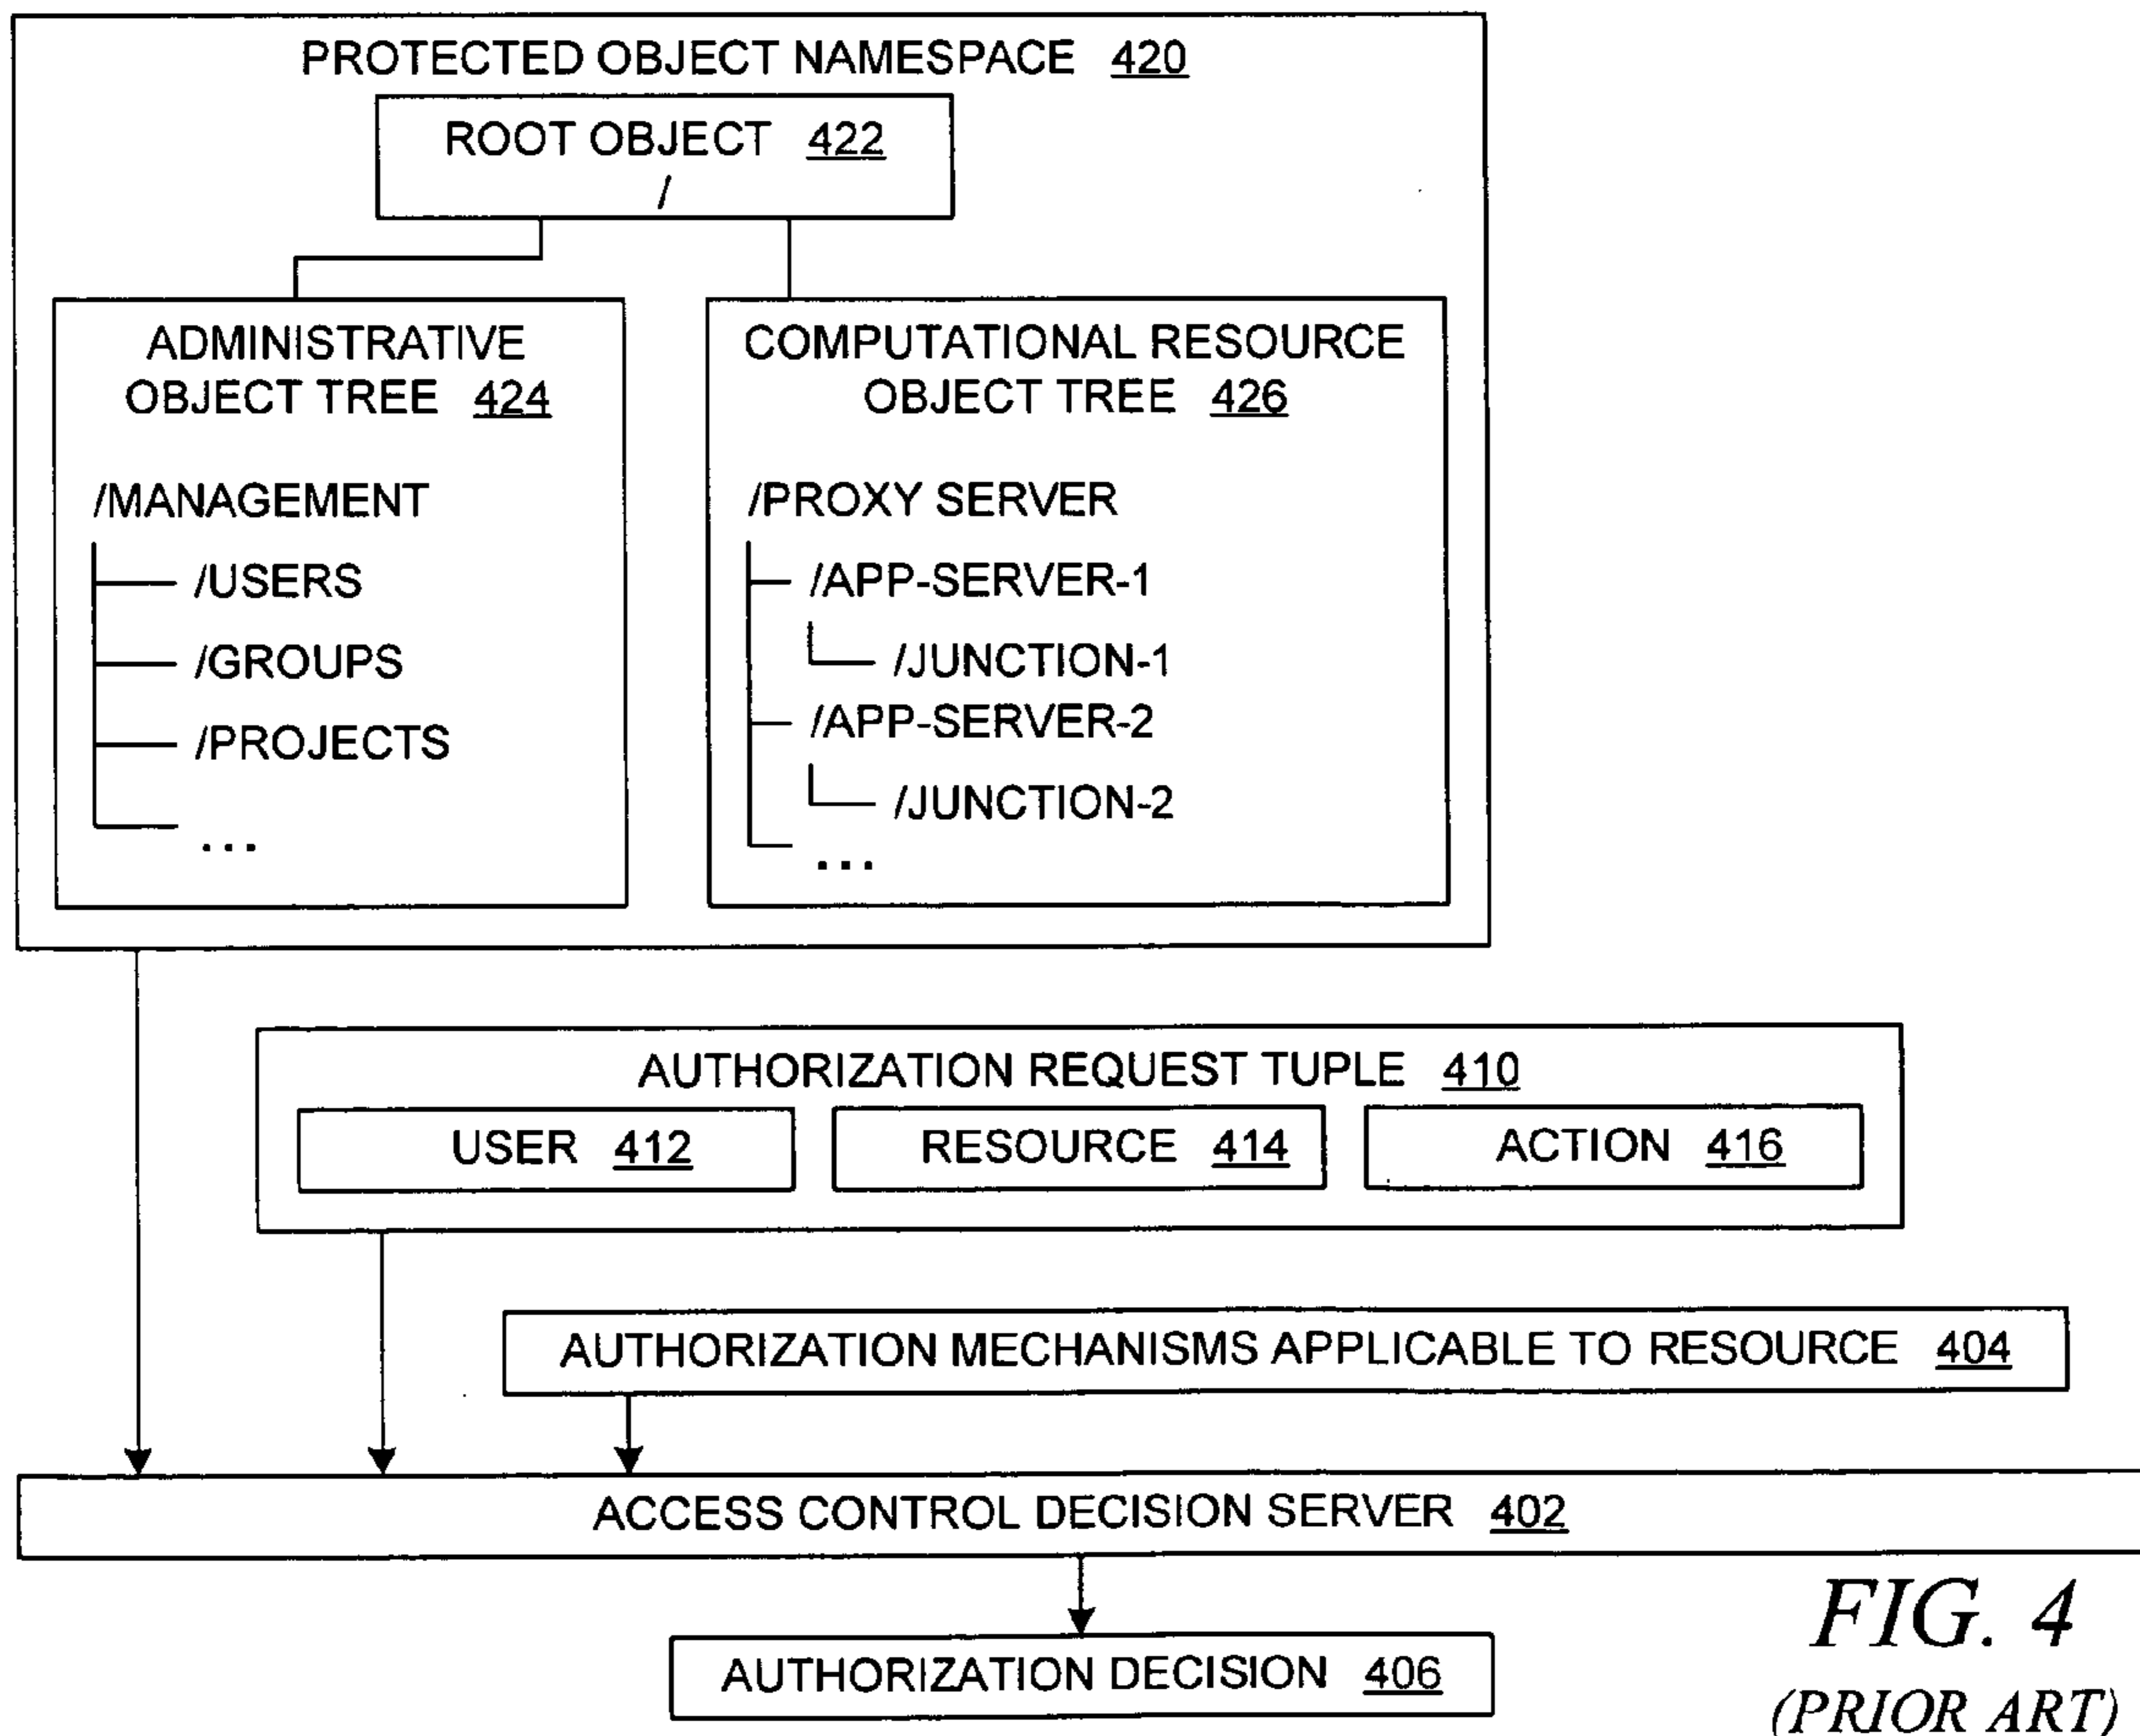 PROTECTED OBJECT NAMESPACE 420
ROOT OBJECT 422
/
ADMINISTRATIVE
OBJECT TREE 424
/MANAGEMENT
/USERS
/GROUPS
/PROJECTS
...
COMPUTATIONAL RESOURCE
OBJECT TREE 426
/PROXY SERVER
/APP-SERVER-1
/JUNCTION-1
/APP-SERVER-2
/JUNCTION-2
...
AUTHORIZATION REQUEST TUPLE 410
USER 412
RESOURCE 414
ACTION 416
AUTHORIZATION MECHANISMS APPLICABLE TO RESOURCE 404
ACCESS CONTROL DECISION SERVER 402
AUTHORIZATION DECISION 406
FIG. 4
(PRIOR ART)